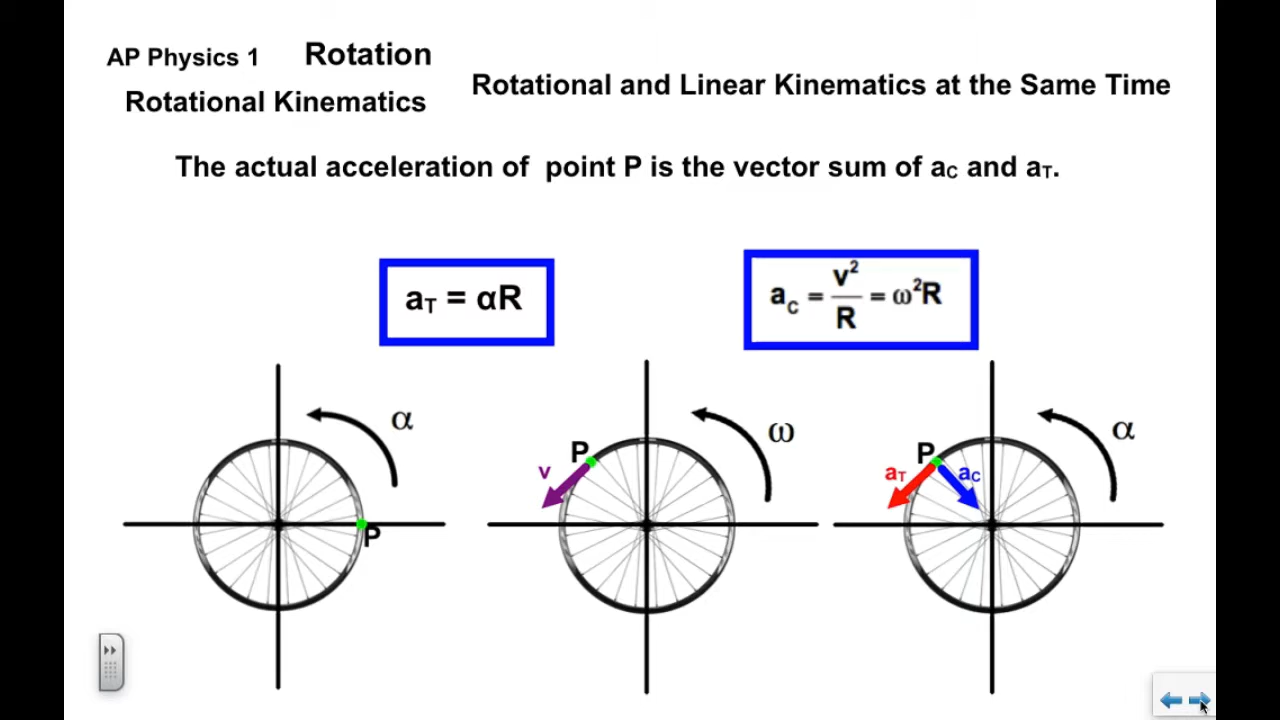 AP Physics 1 Rotation
Rotational Kinematics
Rotational and Linear Kinematics at the Same Time
The actual acceleration of point P is the vector sum of aC and aT.
aT = αR
aC = v²/R = ω²R
α
P
ω
P
v
α
P
aT
aC